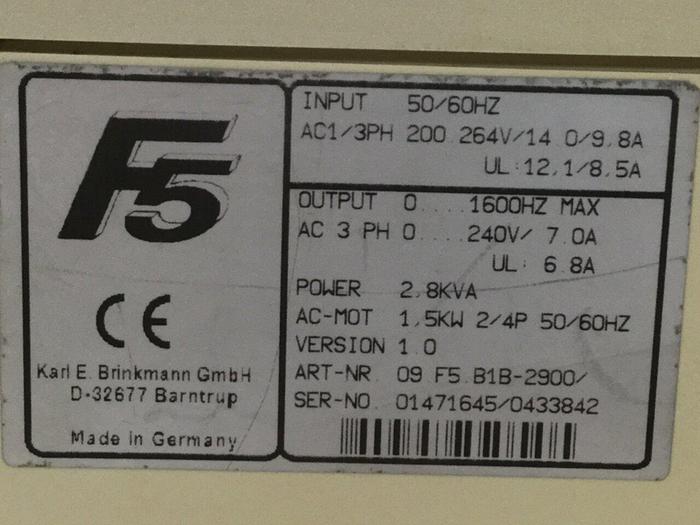 F5
CE
Karl E. Brinkmann GmbH
D-32677 Barntrup
Made in Germany
INPUT 50/60HZ
AC1/3PH 200..264V/14.0/9.8A
UL:12.1/8.5A
OUTPUT 0....1600HZ MAX
AC 3 PH 0....240V/ 7.0A
UL: 6.8A
POWER 2.8KVA
AC-MOT 1,5KW 2/4P 50/60HZ
VERSION 1.0
ART-NR. 09.F5.B1B-2900/
SER-NO. 01471645/0433842